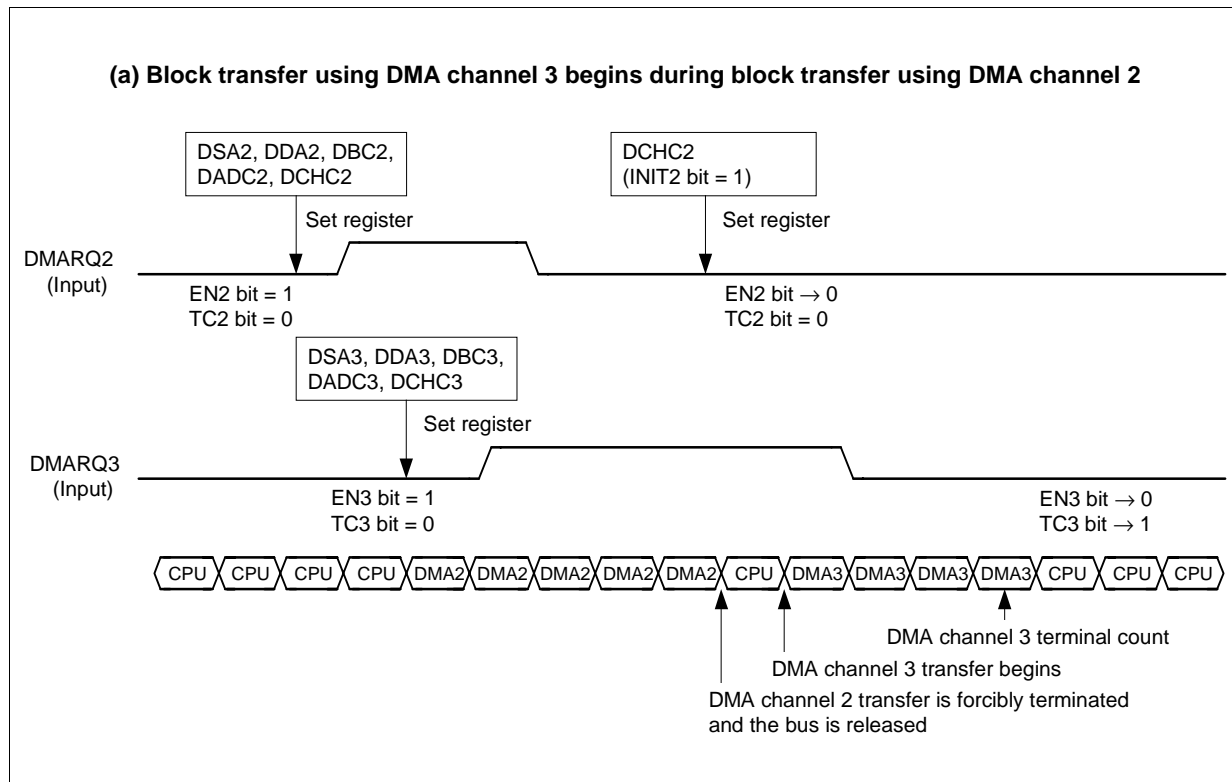 (a) Block transfer using DMA channel 3 begins during block transfer using DMA channel 2
DSA2, DDA2, DBC2,
DADC2, DCHC2
DCHC2
(INIT2 bit = 1)
Set register
Set register
DMARQ2
(Input)
EN2 bit = 1
TC2 bit = 0
EN2 bit → 0
TC2 bit = 0
DSA3, DDA3, DBC3,
DADC3, DCHC3
Set register
DMARQ3
(Input)
EN3 bit = 1
TC3 bit = 0
EN3 bit → 0
TC3 bit → 1
CPU CPU CPU CPU DMA2 DMA2 DMA2 DMA2 DMA2 CPU DMA3 DMA3 DMA3 DMA3 CPU CPU CPU
DMA channel 3 terminal count
DMA channel 3 transfer begins
DMA channel 2 transfer is forcibly terminated
and the bus is released